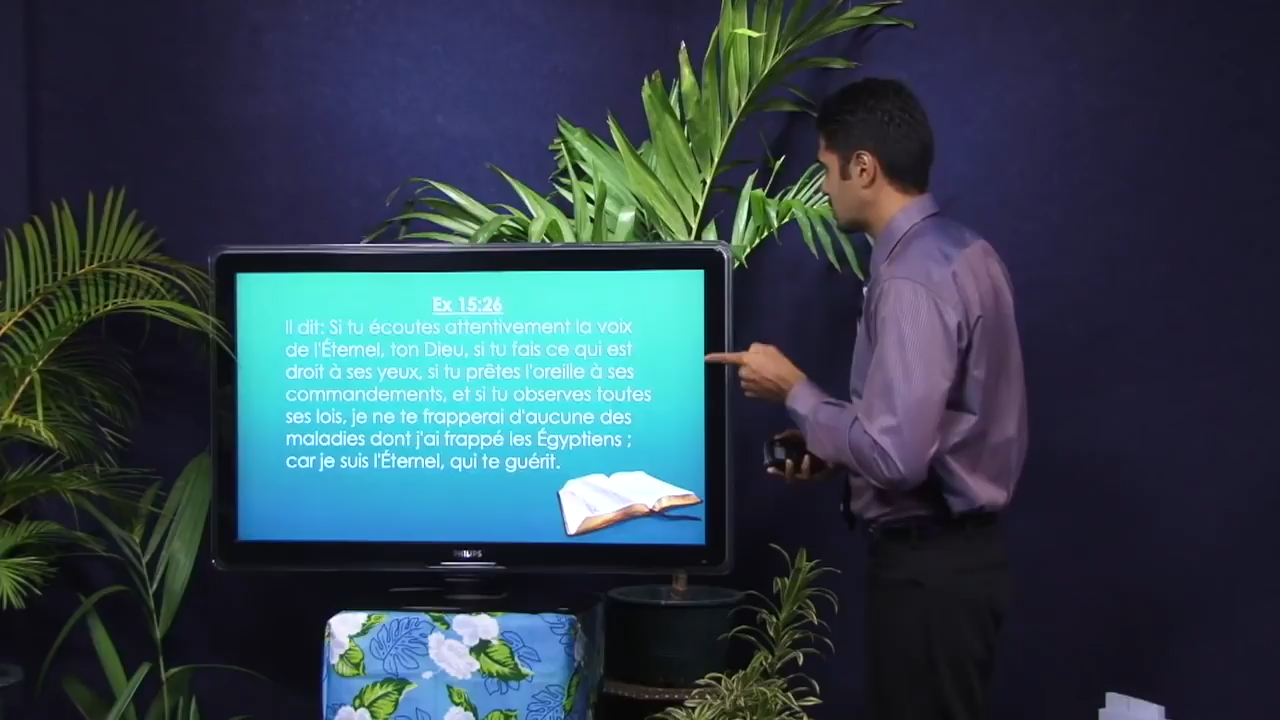 Ex 15:26
Il dit: Si tu écoutes attentivement la voix
de l'Éternel, ton Dieu, si tu fais ce qui est
droit à ses yeux, si tu prêtes l'oreille à ses
commandements, et si tu observes toutes
ses lois, je ne te frapperai d'aucune des
maladies dont j'ai frappé les Égyptiens ;
car je suis l'Éternel, qui te guérit.
PHILIPS